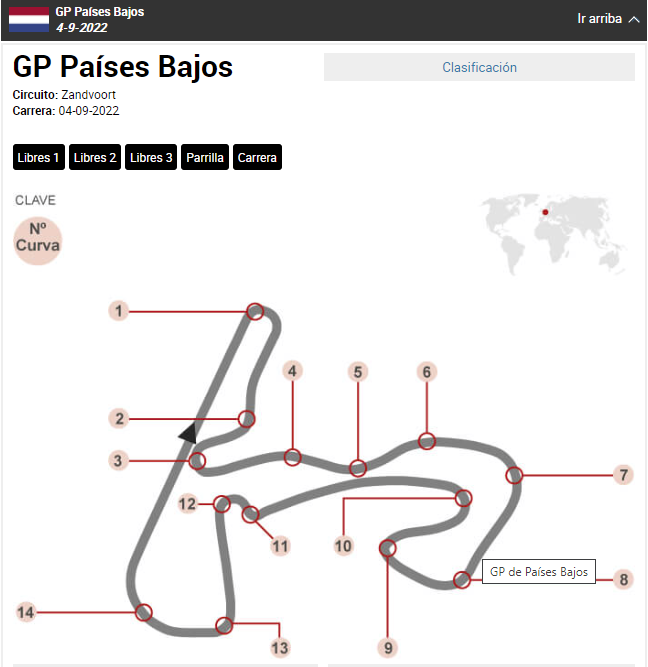 GP Países Bajos
4-9-2022
Ir arriba
GP Países Bajos
Clasificación
Circuito: Zandvoort
Carrera: 04-09-2022
Libres 1 Libres 2 Libres 3 Parrilla Carrera
CLAVE
Nº
Curva
1
4 5 6
2
3
7
12
11
10
GP de Países Bajos
8
14
13
9